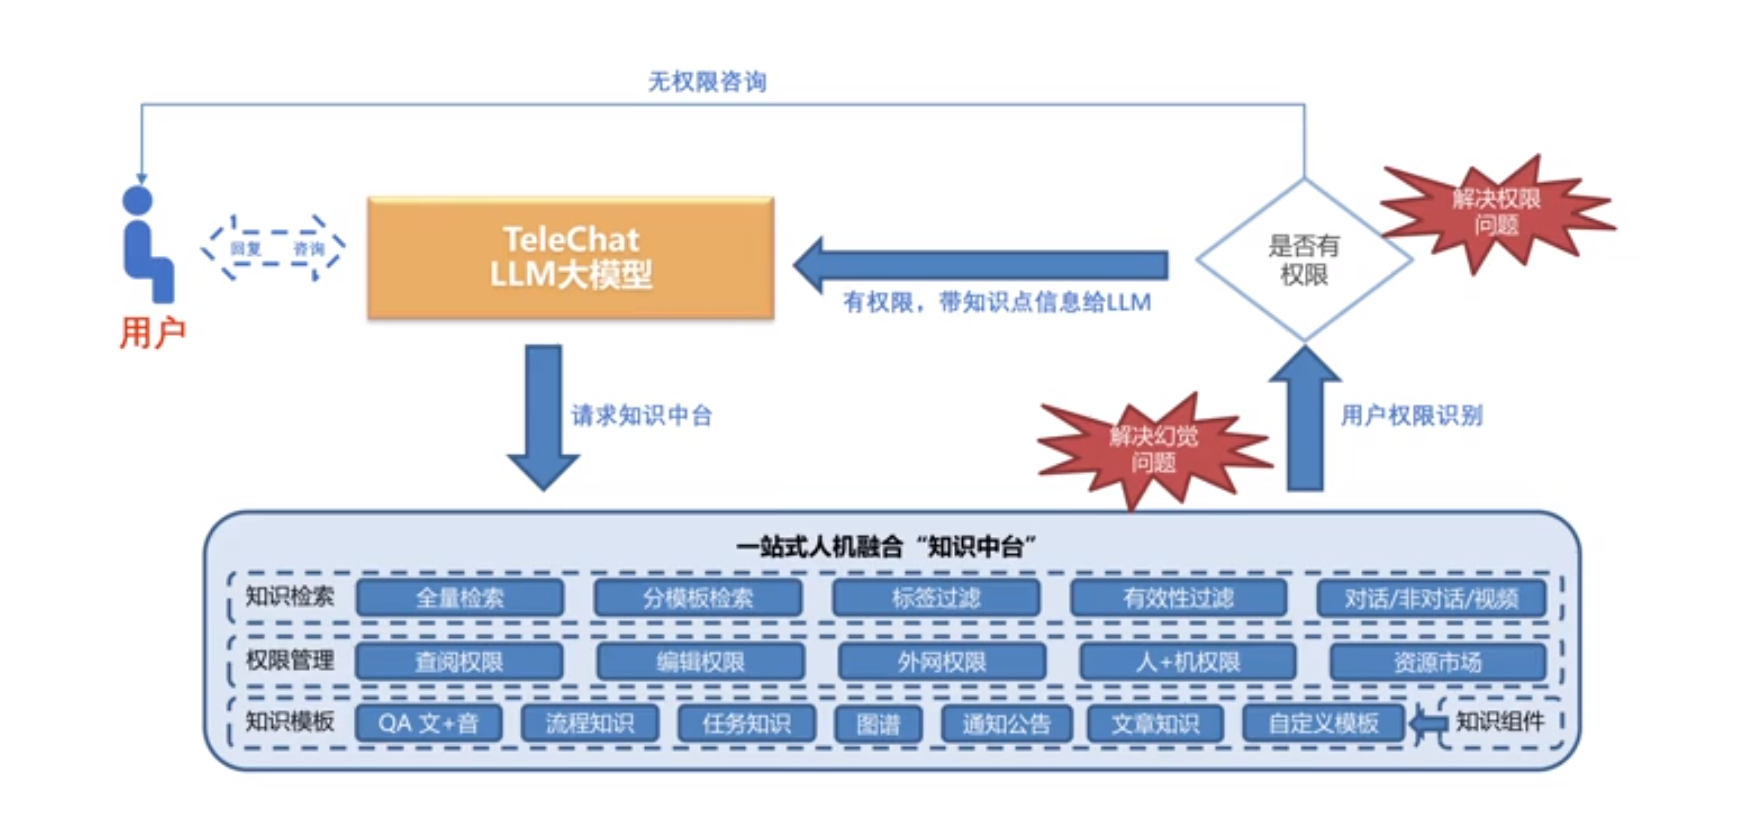 无权限咨询
解决权限
问题
TeleChat
LLM大模型
回复 咨询
是否有
权限
有权限，带知识点信息给LLM
用户
请求知识中台
解决幻觉
问题
用户权限识别
一站式人机融合“知识中台”
知识检索 全量检索 分模板检索 标签过滤 有效性过滤 对话/非对话/视频
权限管理 查阅权限 编辑权限 外网权限 人+机权限 资源市场
知识模板 QA 文+音 流程知识 任务知识 图谱 通知公告 文章知识 自定义模板 知识组件